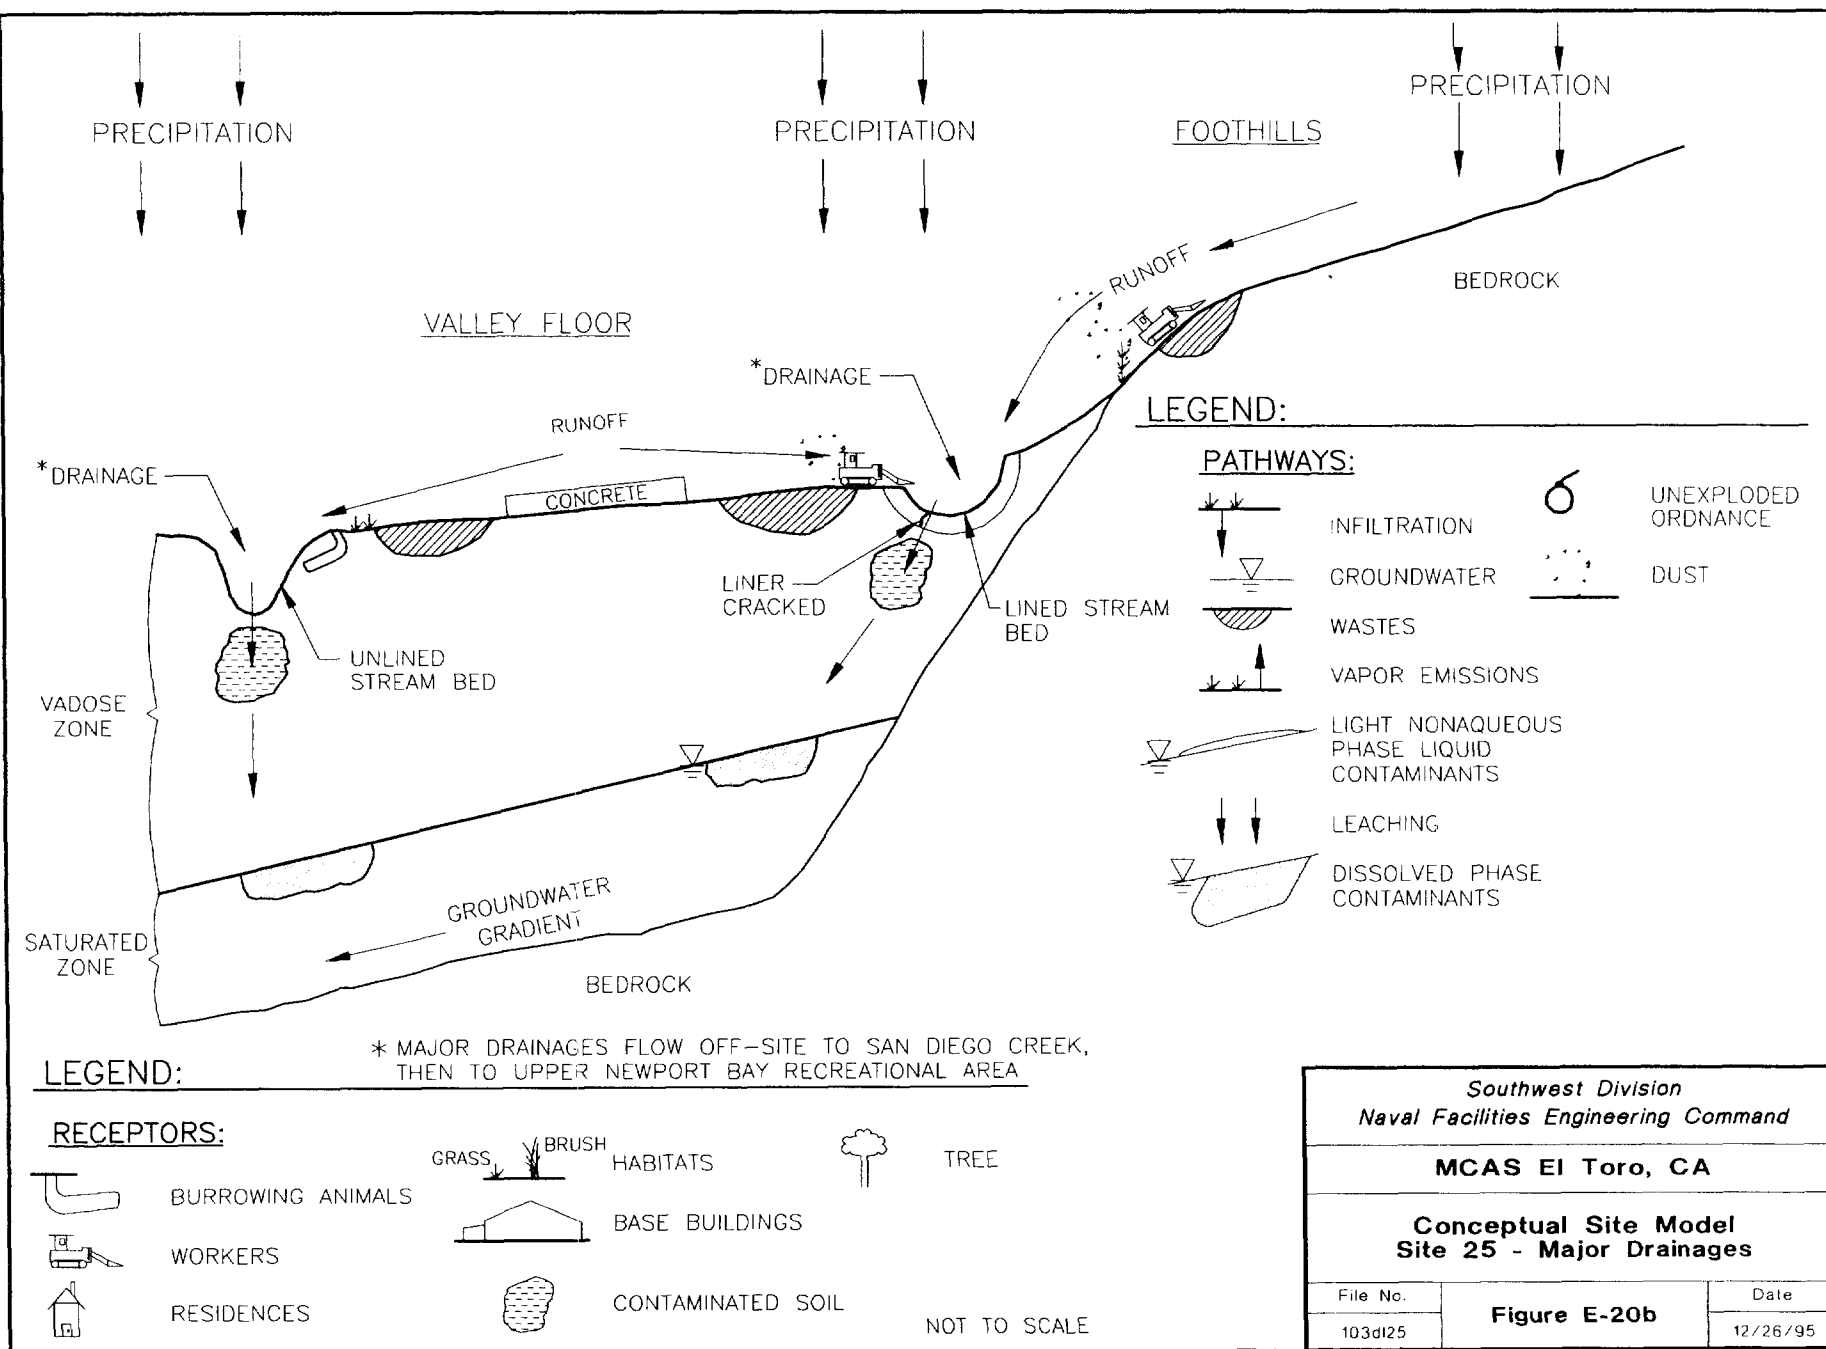 PRECIPITATION
PRECIPITATION
PRECIPITATION
FOOTHILLS
RUNOFF
BEDROCK
VALLEY FLOOR
*DRAINAGE
RUNOFF
*DRAINAGE
CONCRETE
LINER
CRACKED
LINED STREAM
BED
UNLINED
STREAM BED
VADOSE
ZONE
GROUNDWATER
GRADIENT
SATURATED
ZONE
BEDROCK
LEGEND:
PATHWAYS:
INFILTRATION
GROUNDWATER
WASTES
VAPOR EMISSIONS
LIGHT NONAQUEOUS
PHASE LIQUID
CONTAMINANTS
LEACHING
DISSOLVED PHASE
CONTAMINANTS
UNEXPLODED
ORDNANCE
DUST
* MAJOR DRAINAGES FLOW OFF-SITE TO SAN DIEGO CREEK,
THEN TO UPPER NEWPORT BAY RECREATIONAL AREA
LEGEND:
RECEPTORS:
BURROWING ANIMALS
WORKERS
RESIDENCES
GRASS
BRUSH
HABITATS
BASE BUILDINGS
CONTAMINATED SOIL
TREE
NOT TO SCALE
Southwest Division
Naval Facilities Engineering Command
MCAS El Toro, CA
Conceptual Site Model
Site 25 - Major Drainages
File No.
103dl25
Figure E-20b
Date
12/26/95